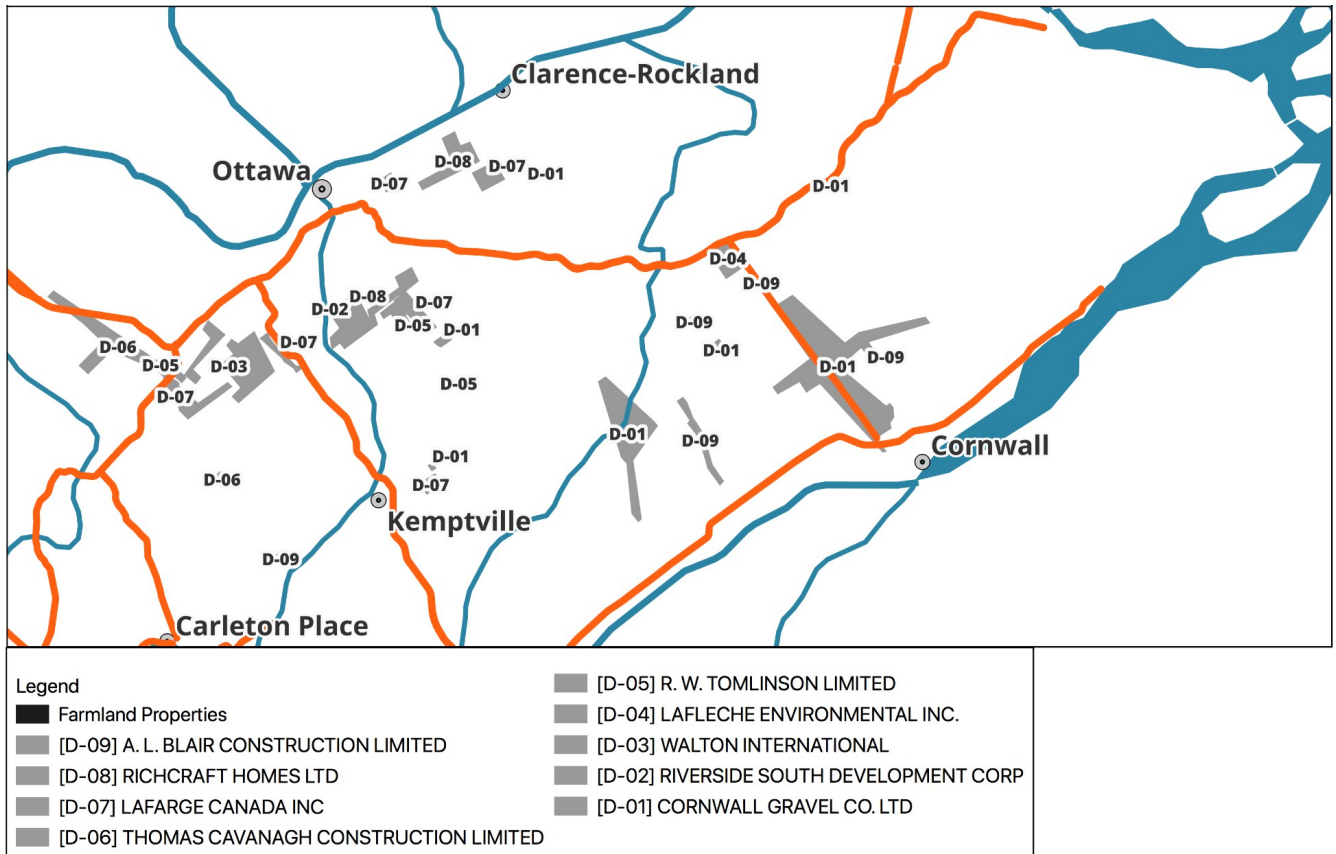 Clarence-Rockland
D-08
D-07
D-01
Ottawa
D-07
D-01
D-04
D-09
D-08
D-02
D-07
D-05
D-01
D-09
D-01
D-06
D-05
D-03
D-07
D-07
D-01
D-09
D-05
D-01
D-09
Cornwall
D-01
D-07
D-06
Kemptville
D-09
Carleton Place
Legend
Farmland Properties
[D-09] A. L. BLAIR CONSTRUCTION LIMITED
[D-08] RICHCRAFT HOMES LTD
[D-07] LAFARGE CANADA INC
[D-06] THOMAS CAVANAGH CONSTRUCTION LIMITED
[D-05] R. W. TOMLINSON LIMITED
[D-04] LAFLECHE ENVIRONMENTAL INC.
[D-03] WALTON INTERNATIONAL
[D-02] RIVERSIDE SOUTH DEVELOPMENT CORP
[D-01] CORNWALL GRAVEL CO. LTD